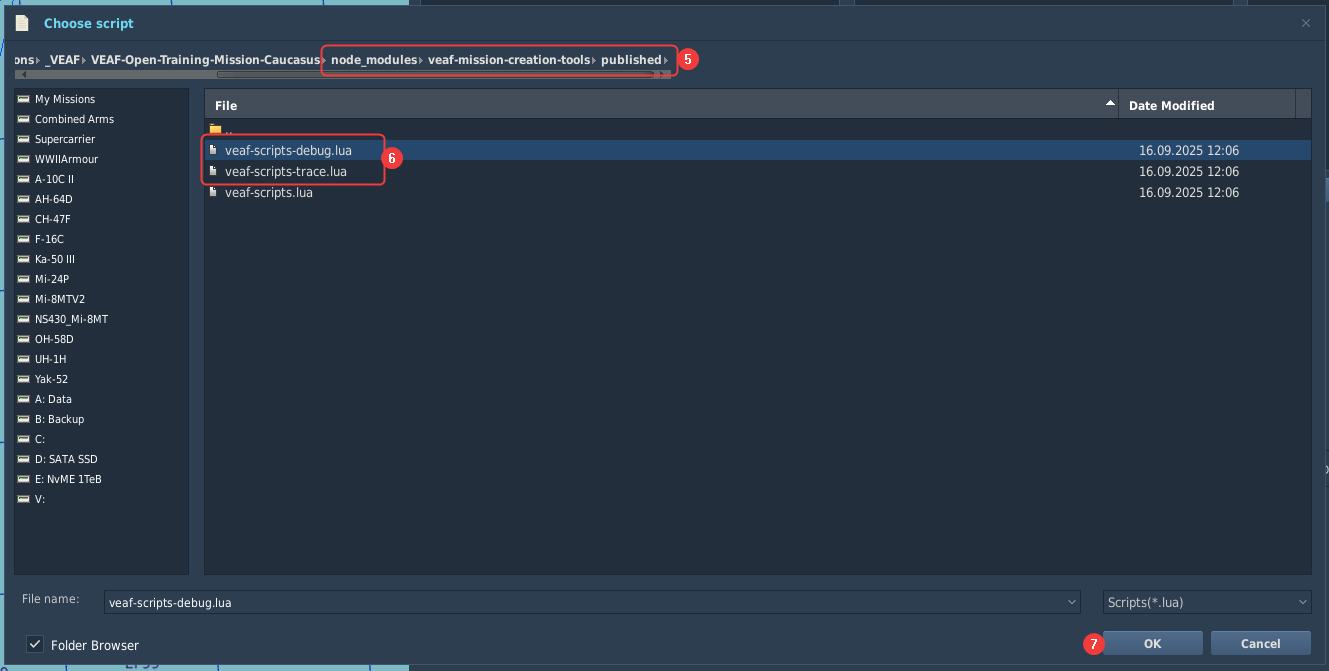 Choose script
ons _VEAF VEAF-Open-Training-Mission-Caucasus node_modules veaf-mission-creation-tools published 5
My Missions
Combined Arms
Supercarrier
WWIIArmour
A-10C II
AH-64D
CH-47F
F-16C
Ka-50 III
Mi-24P
Mi-8MTV2
NS430_Mi-8MT
OH-58D
UH-1H
Yak-52
A: Data
B: Backup
C:
D: SATA SSD
E: NvME 1TeB
V:
File Date Modified
..
veaf-scripts-debug.lua 16.09.2025 12:06
6
veaf-scripts-trace.lua 16.09.2025 12:06
veaf-scripts.lua 16.09.2025 12:06
File name: veaf-scripts-debug.lua Scripts(*.lua)
Folder Browser 7 OK Cancel